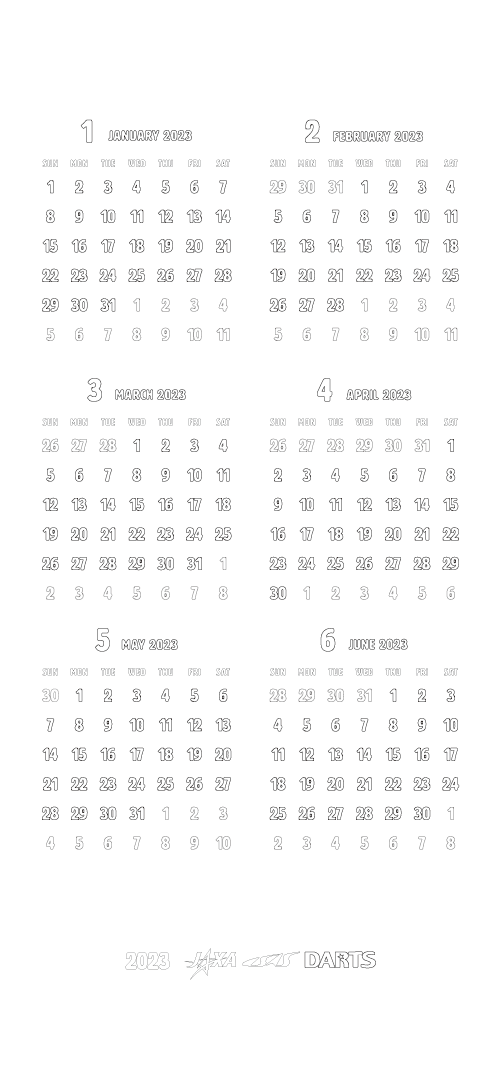 1 JANUARY 2023
SUN MON TUE WED THU FRI SAT
1 2 3 4 5 6 7
8 9 10 11 12 13 14
15 16 17 18 19 20 21
22 23 24 25 26 27 28
29 30 31 1 2 3 4
5 6 7 8 9 10 11
2 FEBRUARY 2023
SUN MON TUE WED THU FRI SAT
29 30 31 1 2 3 4
5 6 7 8 9 10 11
12 13 14 15 16 17 18
19 20 21 22 23 24 25
26 27 28 1 2 3 4
5 6 7 8 9 10 11
3 MARCH 2023
SUN MON TUE WED THU FRI SAT
26 27 28 1 2 3 4
5 6 7 8 9 10 11
12 13 14 15 16 17 18
19 20 21 22 23 24 25
26 27 28 29 30 31 1
2 3 4 5 6 7 8
4 APRIL 2023
SUN MON TUE WED THU FRI SAT
26 27 28 29 30 31 1
2 3 4 5 6 7 8
9 10 11 12 13 14 15
16 17 18 19 20 21 22
23 24 25 26 27 28 29
30 1 2 3 4 5 6
5 MAY 2023
SUN MON TUE WED THU FRI SAT
30 1 2 3 4 5 6
7 8 9 10 11 12 13
14 15 16 17 18 19 20
21 22 23 24 25 26 27
28 29 30 31 1 2 3
4 5 6 7 8 9 10
6 JUNE 2023
SUN MON TUE WED THU FRI SAT
28 29 30 31 1 2 3
4 5 6 7 8 9 10
11 12 13 14 15 16 17
18 19 20 21 22 23 24
25 26 27 28 29 30 1
2 3 4 5 6 7 8
2023 JAXA DARTS